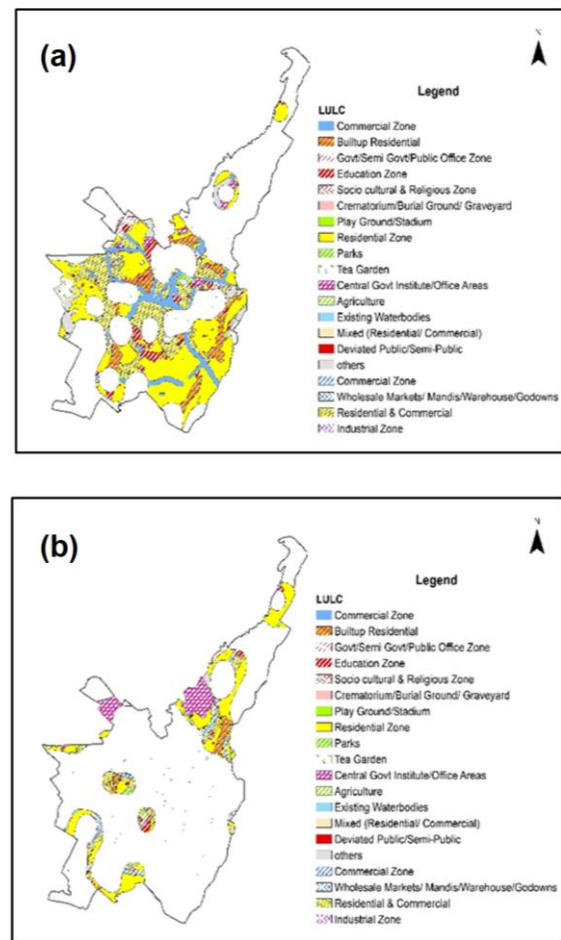 (a)
N
Legend
LULC
Commercial Zone
Builtup Residential
Govt/Semi Govt/Public Office Zone
Education Zone
Socio cultural & Religious Zone
Crematorium/Burial Ground/ Graveyard
Play Ground/Stadium
Residential Zone
Parks
Tea Garden
Central Govt Institute/Office Areas
Agriculture
Existing Waterbodies
Mixed (Residential/ Commercial)
Deviated Public/Semi-Public
others
Commercial Zone
Wholesale Markets/ Mandis/Warehouse/Godowns
Residential & Commercial
Industrial Zone
(b)
N
Legend
LULC
Commercial Zone
Builtup Residential
Govt/Semi Govt/Public Office Zone
Education Zone
Socio cultural & Religious Zone
Crematorium/Burial Ground/ Graveyard
Play Ground/Stadium
Residential Zone
Parks
Tea Garden
Central Govt Institute/Office Areas
Agriculture
Existing Waterbodies
Mixed (Residential/ Commercial)
Deviated Public/Semi-Public
others
Commercial Zone
Wholesale Markets/ Mandis/Warehouse/Godowns
Residential & Commercial
Industrial Zone